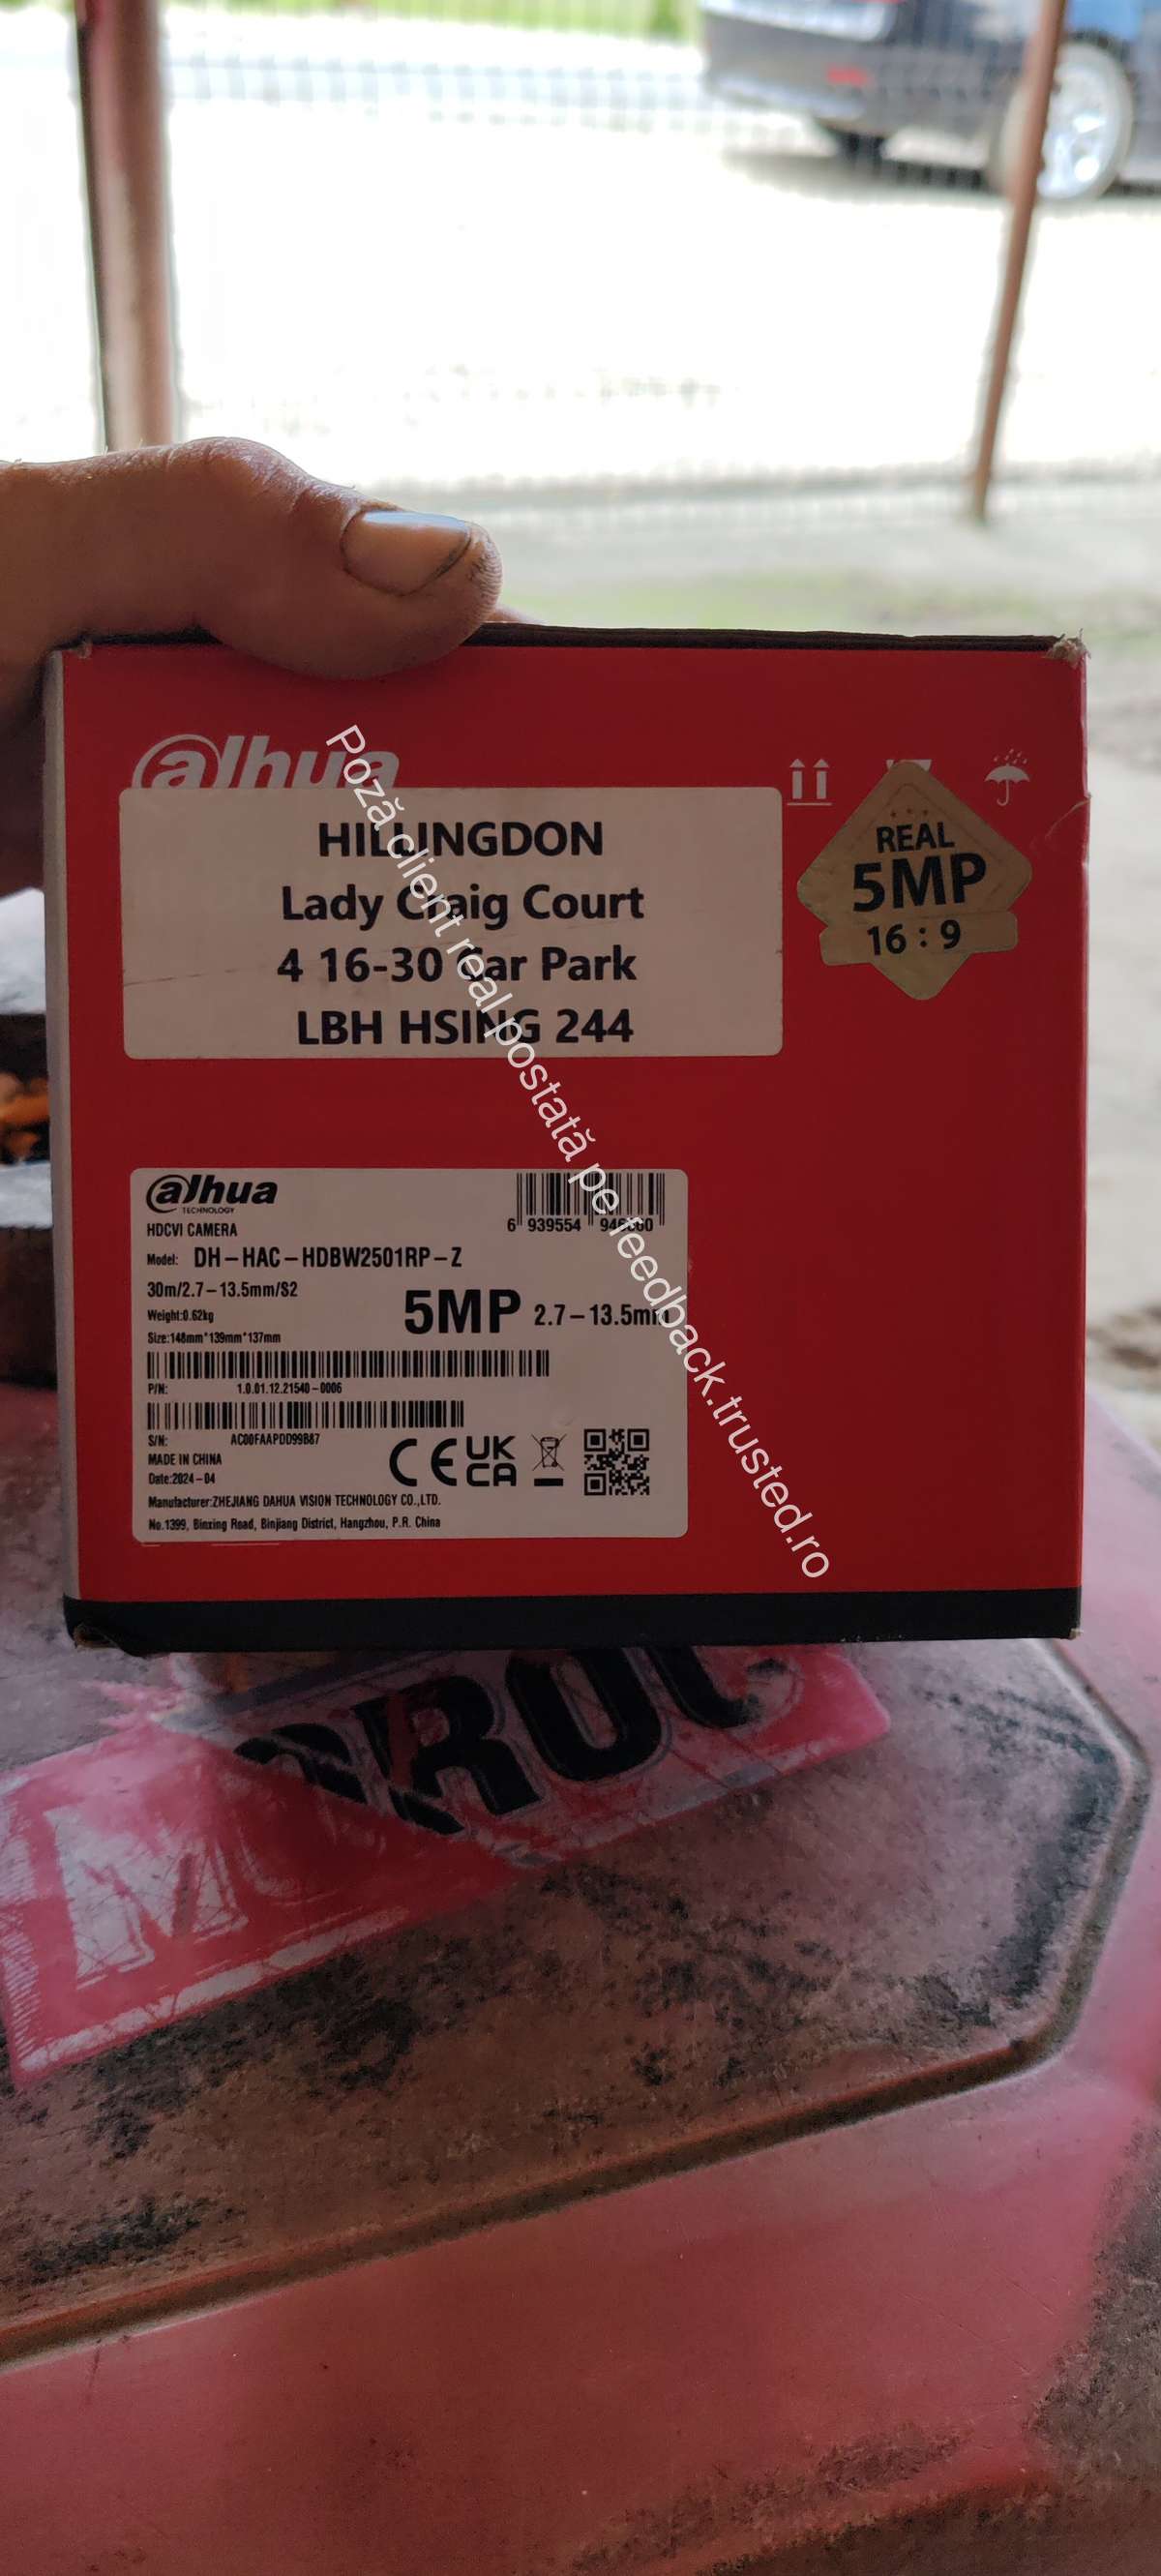 alhua
HILLINGDON
Lady Craig Court
4 16-30 Car Park
LBH HSING 244
REAL
5MP
16:9
alhua
TECHNOLOGY
HDCVI CAMERA
Model: DH-HAC-HDBW2501RP-Z
30m/2.7-13.5mm/S2
Weight:0.62kg
Size:148mm*139mm*137mm
5MP 2.7-13.5mm
6 939554
P/N: 1.0.01.12.21540-0006
S/N: AC00FAAPDD99B87
MADE IN CHINA
Date:2024-04
CE UK CA
Manufacturer:ZHEJIANG DAHUA VISION TECHNOLOGY CO.,LTD.
No.1399, Binxing Road, Binjiang District, Hangzhou, P.R. China
Poză client real postată pe feedback.trusted.ro